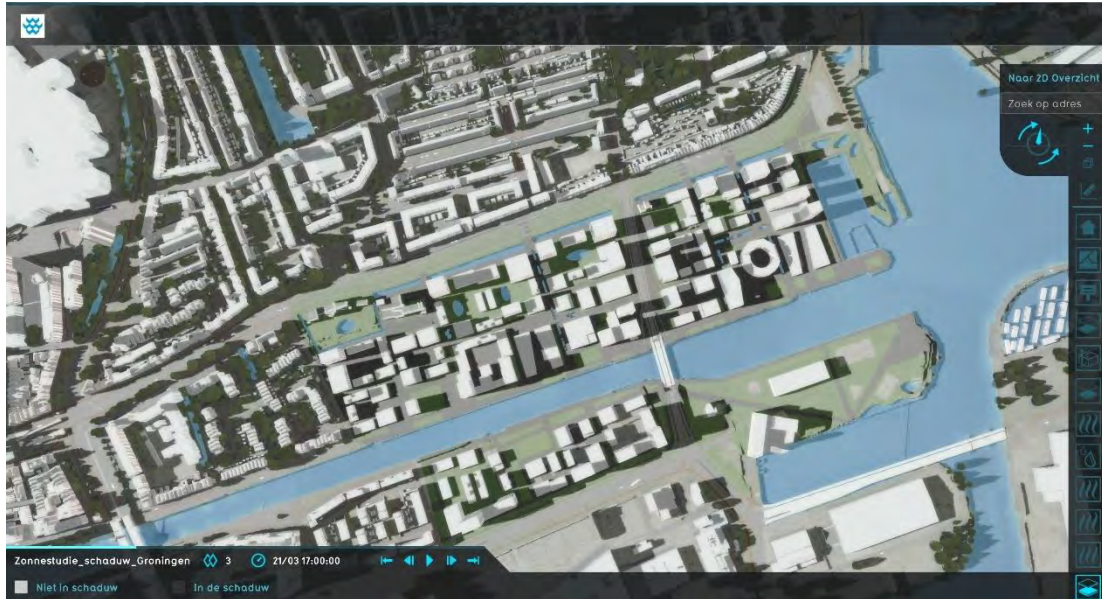 Naar 2D Overzicht
Zoek op adres
Zonnestudie_schaduw_Groningen 3 21/03 17:00:00
Niet in schaduw In de schaduw